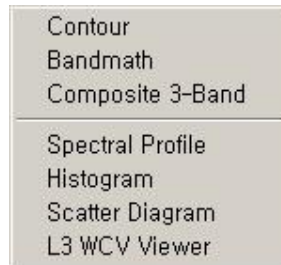 Contour
Bandmath
Composite 3-Band
Spectral Profile
Histogram
Scatter Diagram
L3 WCV Viewer